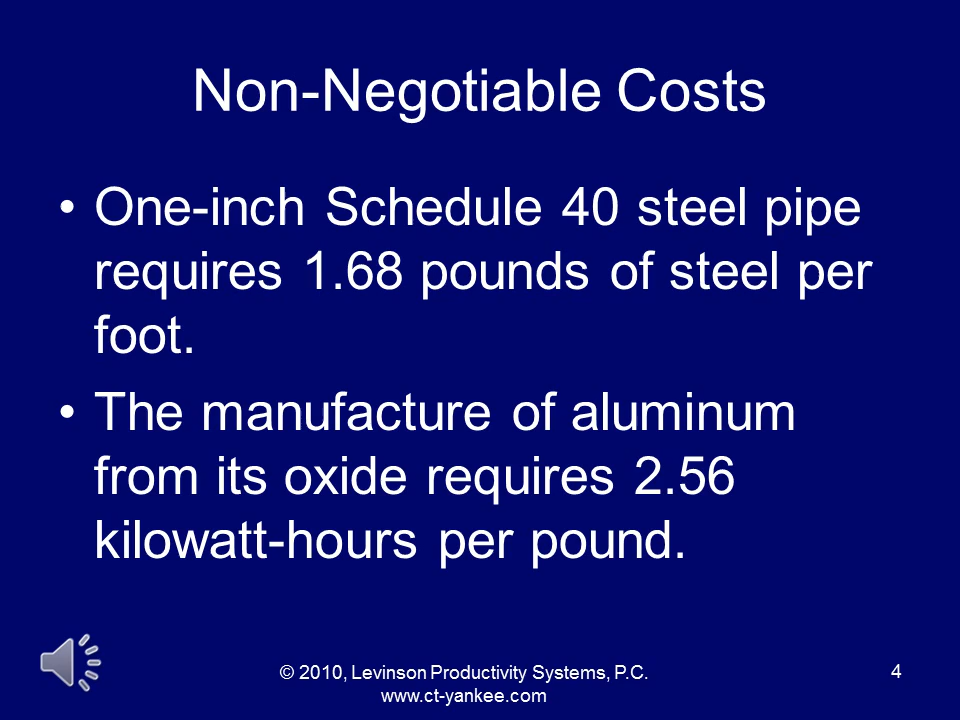 Non-Negotiable Costs
• One-inch Schedule 40 steel pipe
requires 1.68 pounds of steel per
foot.
• The manufacture of aluminum
from its oxide requires 2.56
kilowatt-hours per pound.
© 2010, Levinson Productivity Systems, P.C.
www.ct-yankee.com
4